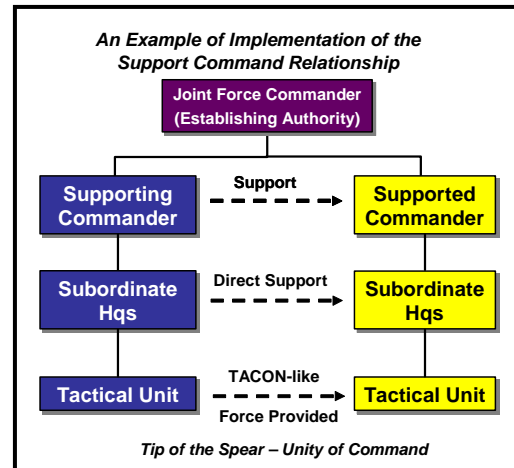 An Example of Implementation of the
Support Command Relationship
Joint Force Commander
(Establishing Authority)
Supporting
Commander
Support
Supported
Commander
Subordinate
Hqs
Direct Support
Subordinate
Hqs
Tactical Unit
TACON-like
Force Provided
Tactical Unit
Tip of the Spear – Unity of Command